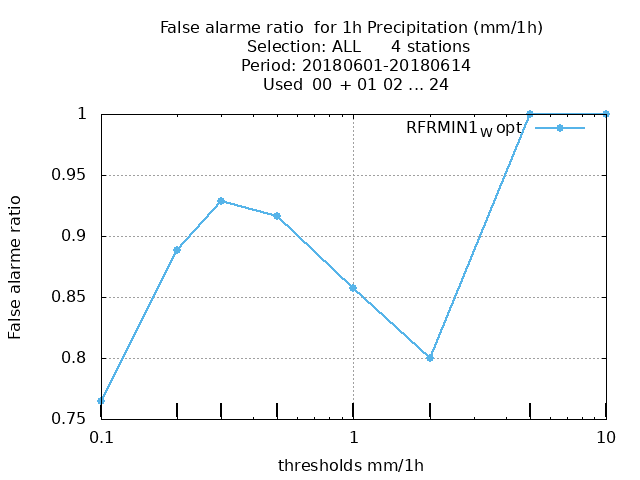 False alarme ratio  for 1h Precipitation (mm/1h)
Selection: ALL      4 stations
Period: 20180601-20180614
Used  00 + 01 02 ... 24
RFRMIN1W opt
1
0.95
0.9
0.85
0.8
0.75
False alarme ratio
0.1
1
10
thresholds mm/1h